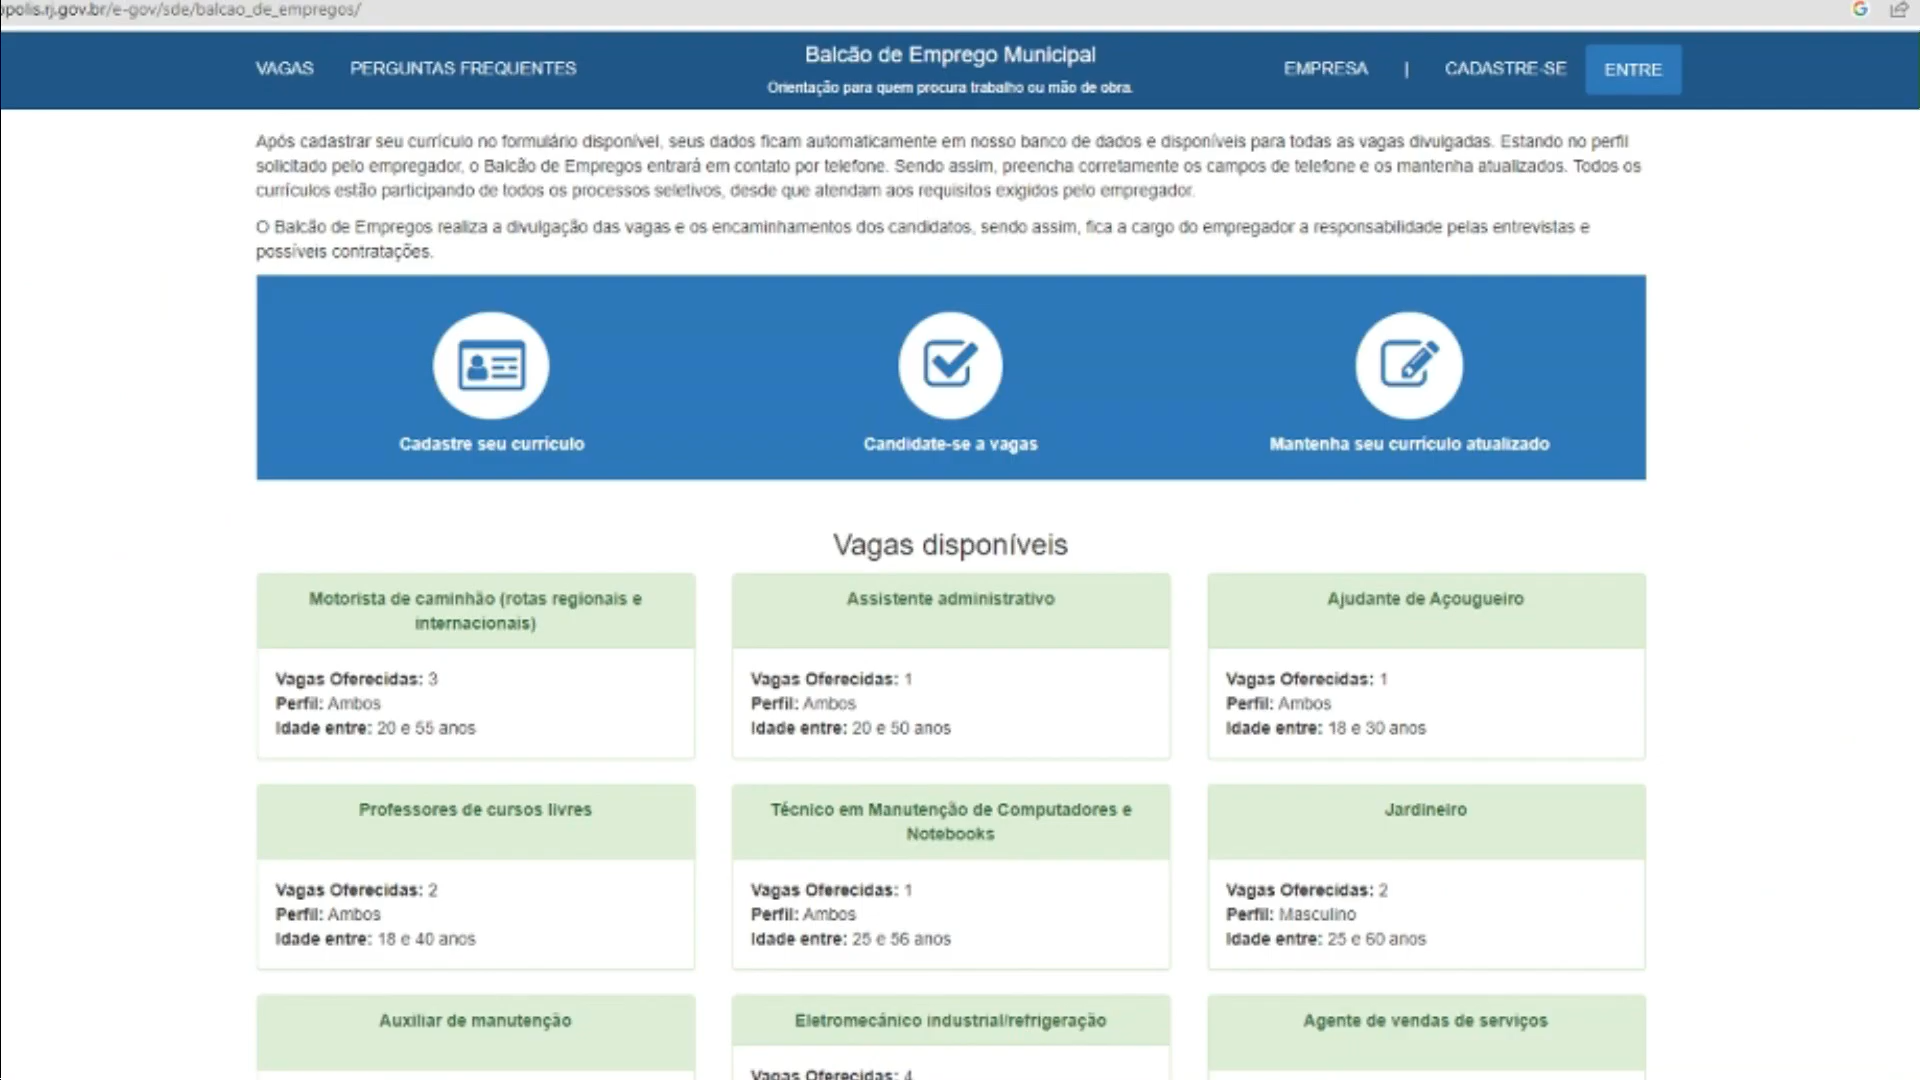 opolis.rj.gov.br/e-gov/sde/balcao_de_empregos/
VAGAS
PERGUNTAS FREQUENTES
Balcão de Emprego Municipal
Orientação para quem procura trabalho ou mão de obra.
EMPRESA
|
CADASTRE-SE
ENTRE
Após cadastrar seu currículo no formulário disponível, seus dados ficam automaticamente em nosso banco de dados e disponíveis para todas as vagas divulgadas. Estando no perfil
solicitado pelo empregador, o Balcão de Empregos entrará em contato por telefone. Sendo assim, preencha corretamente os campos de telefone e os mantenha atualizados. Todos os
currículos estão participando de todos os processos seletivos, desde que atendam aos requisitos exigidos pelo empregador.
O Balcão de Empregos realiza a divulgação das vagas e os encaminhamentos dos candidatos, sendo assim, fica a cargo do empregador a responsabilidade pelas entrevistas e
possíveis contratações.
Cadastre seu currículo
Candidate-se a vagas
Mantenha seu currículo atualizado
Vagas disponíveis
Motorista de caminhão (rotas regionais e
internacionais)
Vagas Oferecidas: 3
Perfil: Ambos
Idade entre: 20 e 55 anos
Assistente administrativo
Vagas Oferecidas: 1
Perfil: Ambos
Idade entre: 20 e 50 anos
Ajudante de Açougueiro
Vagas Oferecidas: 1
Perfil: Ambos
Idade entre: 18 e 30 anos
Professores de cursos livres
Vagas Oferecidas: 2
Perfil: Ambos
Idade entre: 18 e 40 anos
Técnico em Manutenção de Computadores e
Notebooks
Vagas Oferecidas: 1
Perfil: Ambos
Idade entre: 25 e 56 anos
Jardineiro
Vagas Oferecidas: 2
Perfil: Masculino
Idade entre: 25 e 60 anos
Auxiliar de manutenção
Eletromecânico industrial/refrigeração
Vagas Oferecidas: 4
Agente de vendas de serviços